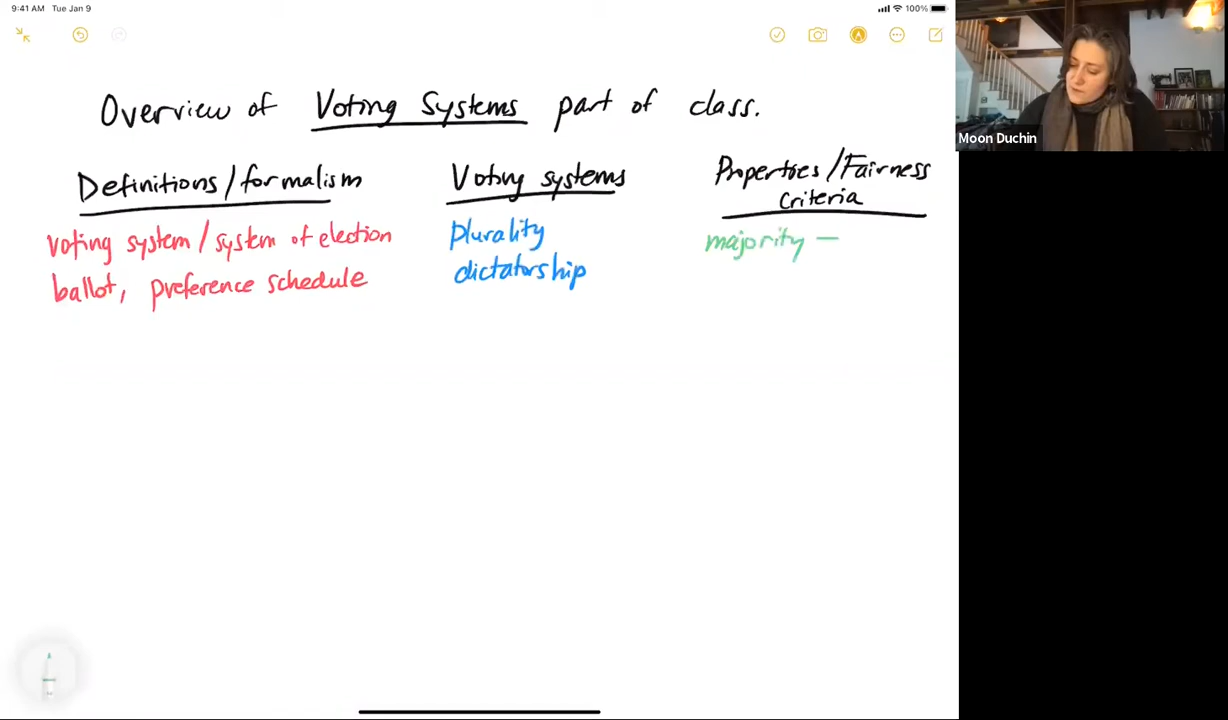 9:41 AM Tue Jan 9
100%
Overview of Voting Systems part of class.
Definitions/formalism
voting system/system of election
ballot, preference schedule
Voting systems
plurality
dictatorship
Properties/Fairness
criteria
majority –
Moon Duchin